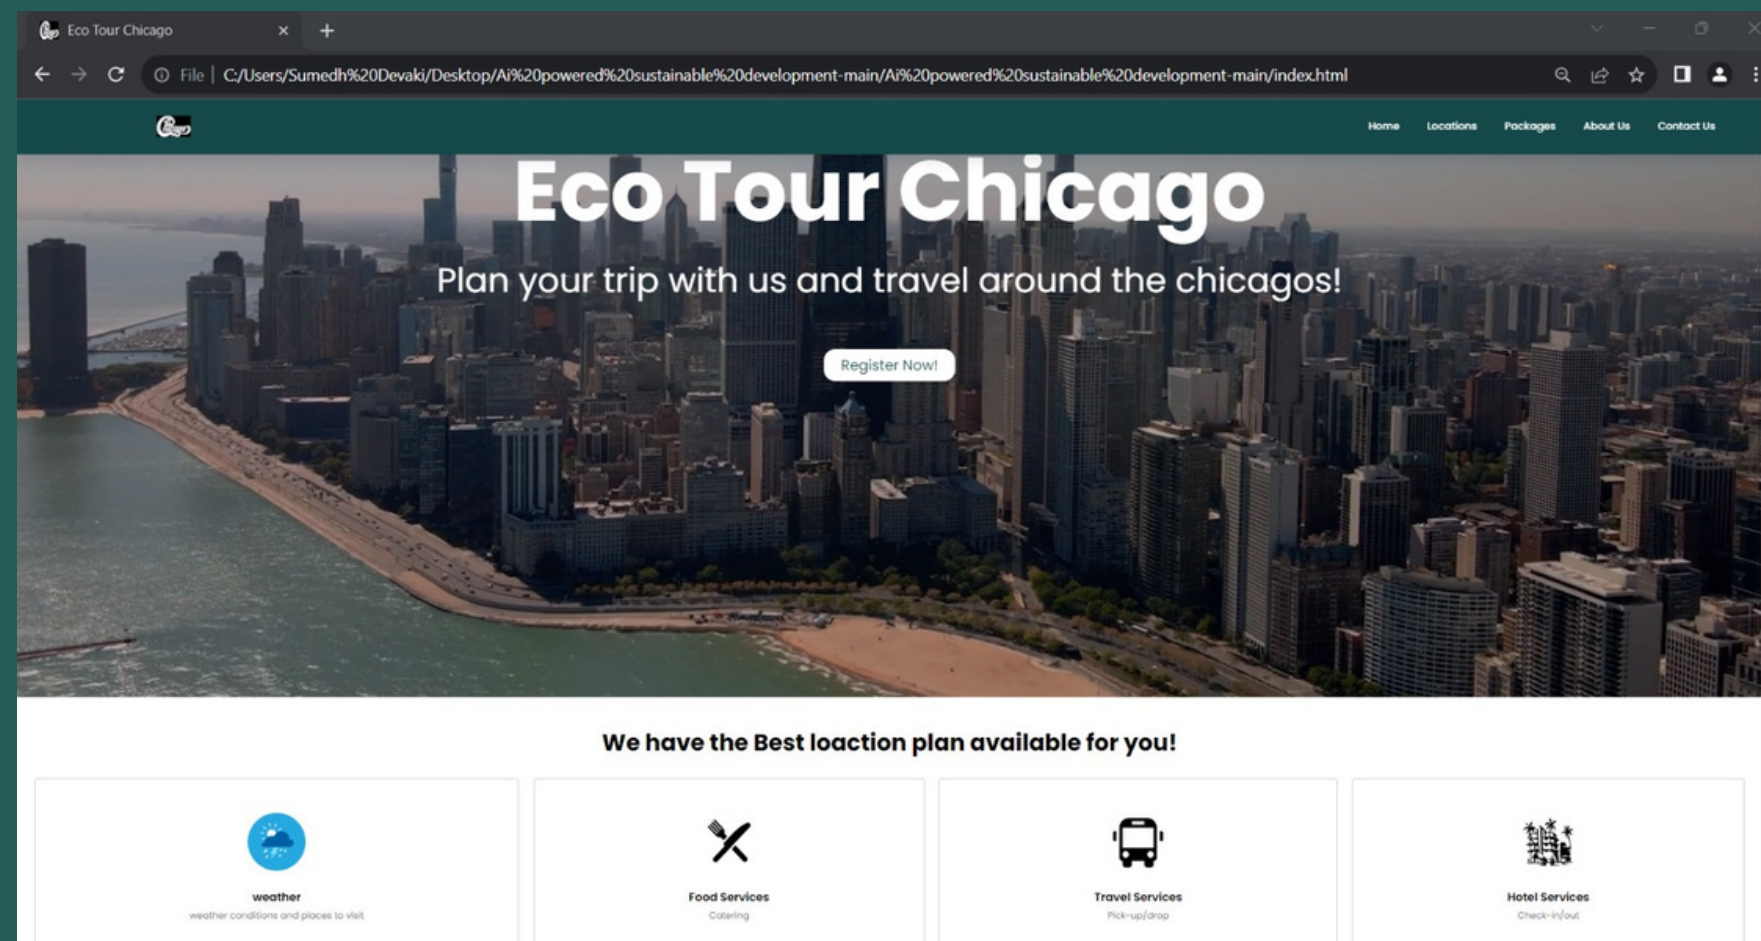 Eco Tour Chicago
File | C:/Users/Sumedh%20Devaki/Desktop/Ai%20powered%20sustainable%20development-main/Ai%20powered%20sustainable%20development-main/index.html
Chicago
Home Locations Packages About Us Contact Us
Eco Tour Chicago
Plan your trip with us and travel around the chicagos!
Register Now!
We have the Best loaction plan available for you!
weather
weather conditions and places to visit
Food Services
Catering
Travel Services
Pick-up/drop
Hotel Services
Check-in/out